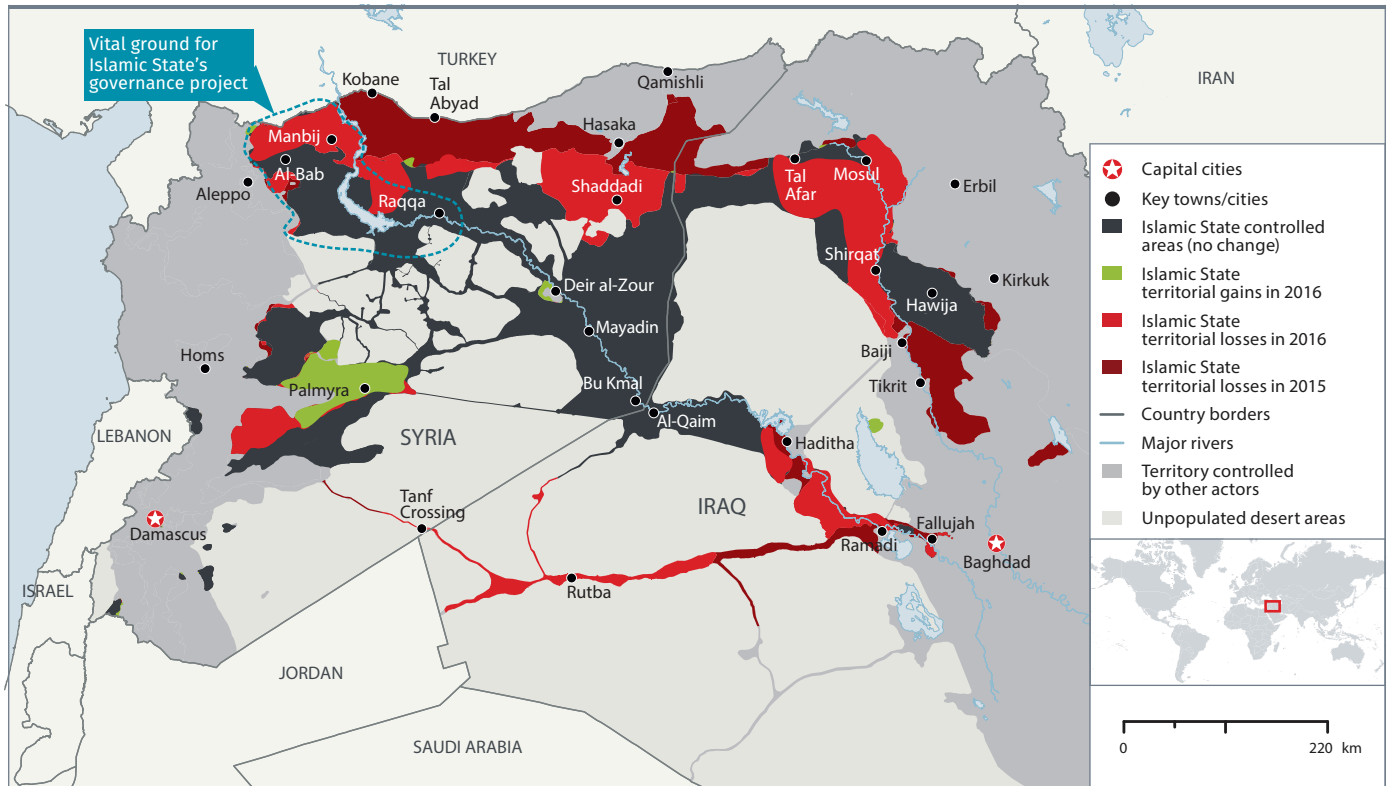 Vital ground for
Islamic State's
governance project
TURKEY
IRAN
Kobane
Tal
Abyad
Qamishli
Hasaka
Manbij
Al-Bab
Aleppo
Raqqa
Shaddadi
Tal
Afar
Mosul
Erbil
Shirqat
Kirkuk
Hawija
Deir al-Zour
Mayadin
Baiji
Homs
Palmyra
Bu Kmal
Tikrit
Al-Qaim
LEBANON
SYRIA
Haditha
Tanf
Crossing
IRAQ
Damascus
Ramadi
Fallujah
Baghdad
ISRAEL
Rutba
JORDAN
SAUDI ARABIA
Capital cities
Key towns/cities
Islamic State controlled
areas (no change)
Islamic State
territorial gains in 2016
Islamic State
territorial losses in 2016
Islamic State
territorial losses in 2015
Country borders
Major rivers
Territory controlled
by other actors
Unpopulated desert areas
0 220 km